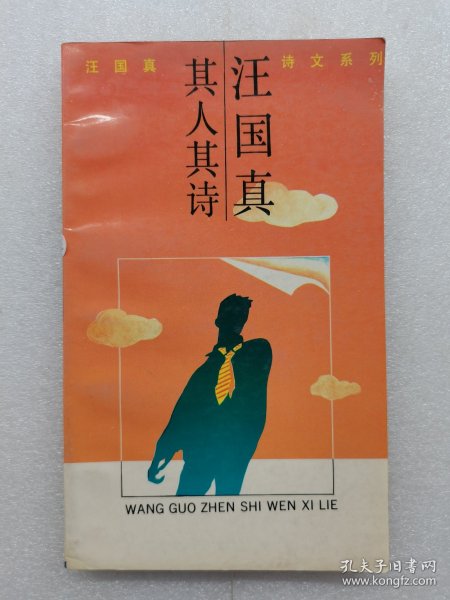 汪国真 诗文系列
汪国真
其人其诗
WANG GUO ZHEN SHI WEN XI LIE
孔夫子旧书网
www.kongfz.com